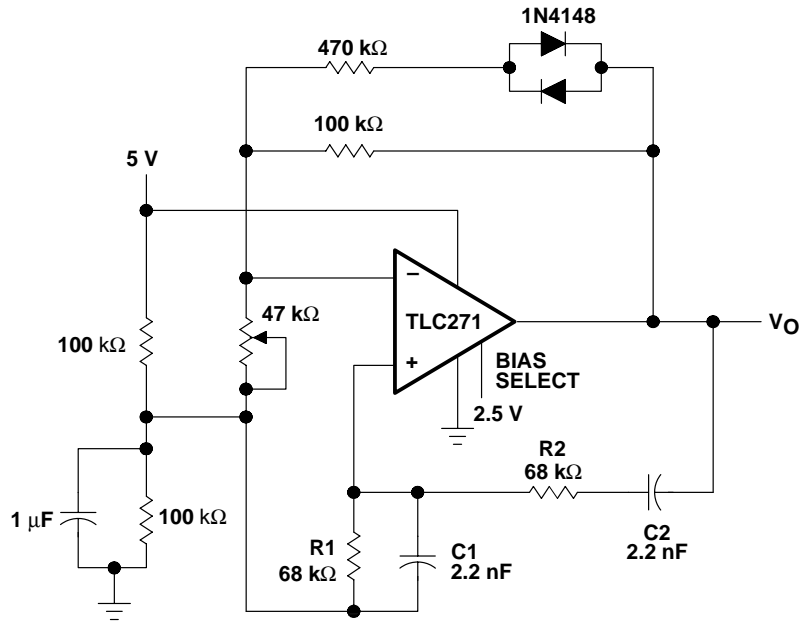 1N4148
470 kΩ
100 kΩ
5 V
−
47 kΩ
TLC271
VO
100 kΩ
+
BIAS
SELECT
2.5 V
R2
68 kΩ
1 μF
100 kΩ
R1
68 kΩ
C1
2.2 nF
C2
2.2 nF